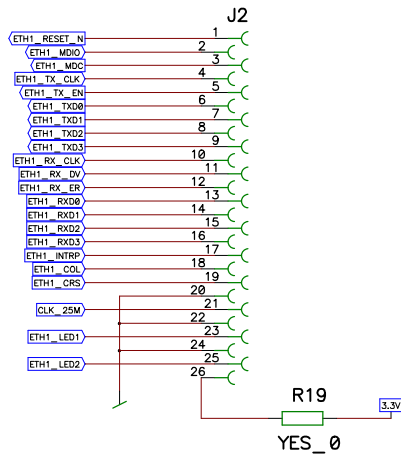 J2
ETH1_RESET_N 1
ETH1_MDIO 2
ETH1_MDC 3
ETH1_TX_CLK 4
ETH1_TX_EN 5
ETH1_TXD0 6
ETH1_TXD1 7
ETH1_TXD2 8
ETH1_TXD3 9
ETH1_RX_CLK 10
ETH1_RX_DV 11
ETH1_RX_ER 12
ETH1_RXD0 13
ETH1_RXD1 14
ETH1_RXD2 15
ETH1_RXD3 16
ETH1_INTRP 17
ETH1_COL 18
ETH1_CRS 19
20
CLK_25M 21
22
ETH1_LED1 23
24
ETH1_LED2 25
26
R19
3.3V
YES_0